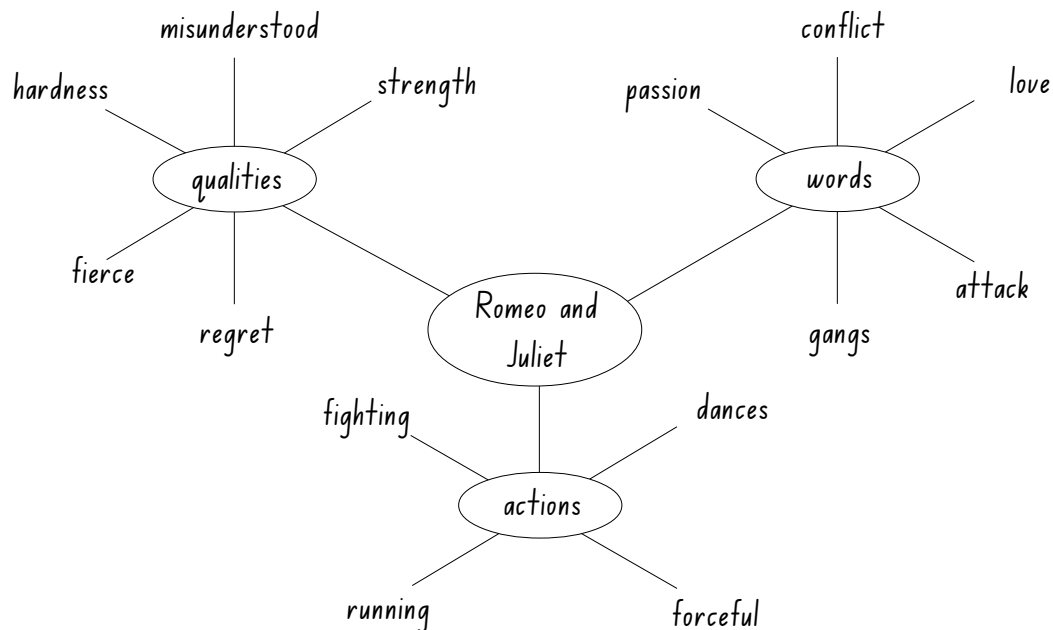 misunderstood
hardness
strength
qualities
fierce
regret
conflict
passion
love
words
attack
gangs
Romeo and
Juliet
fighting
dances
actions
running
forceful